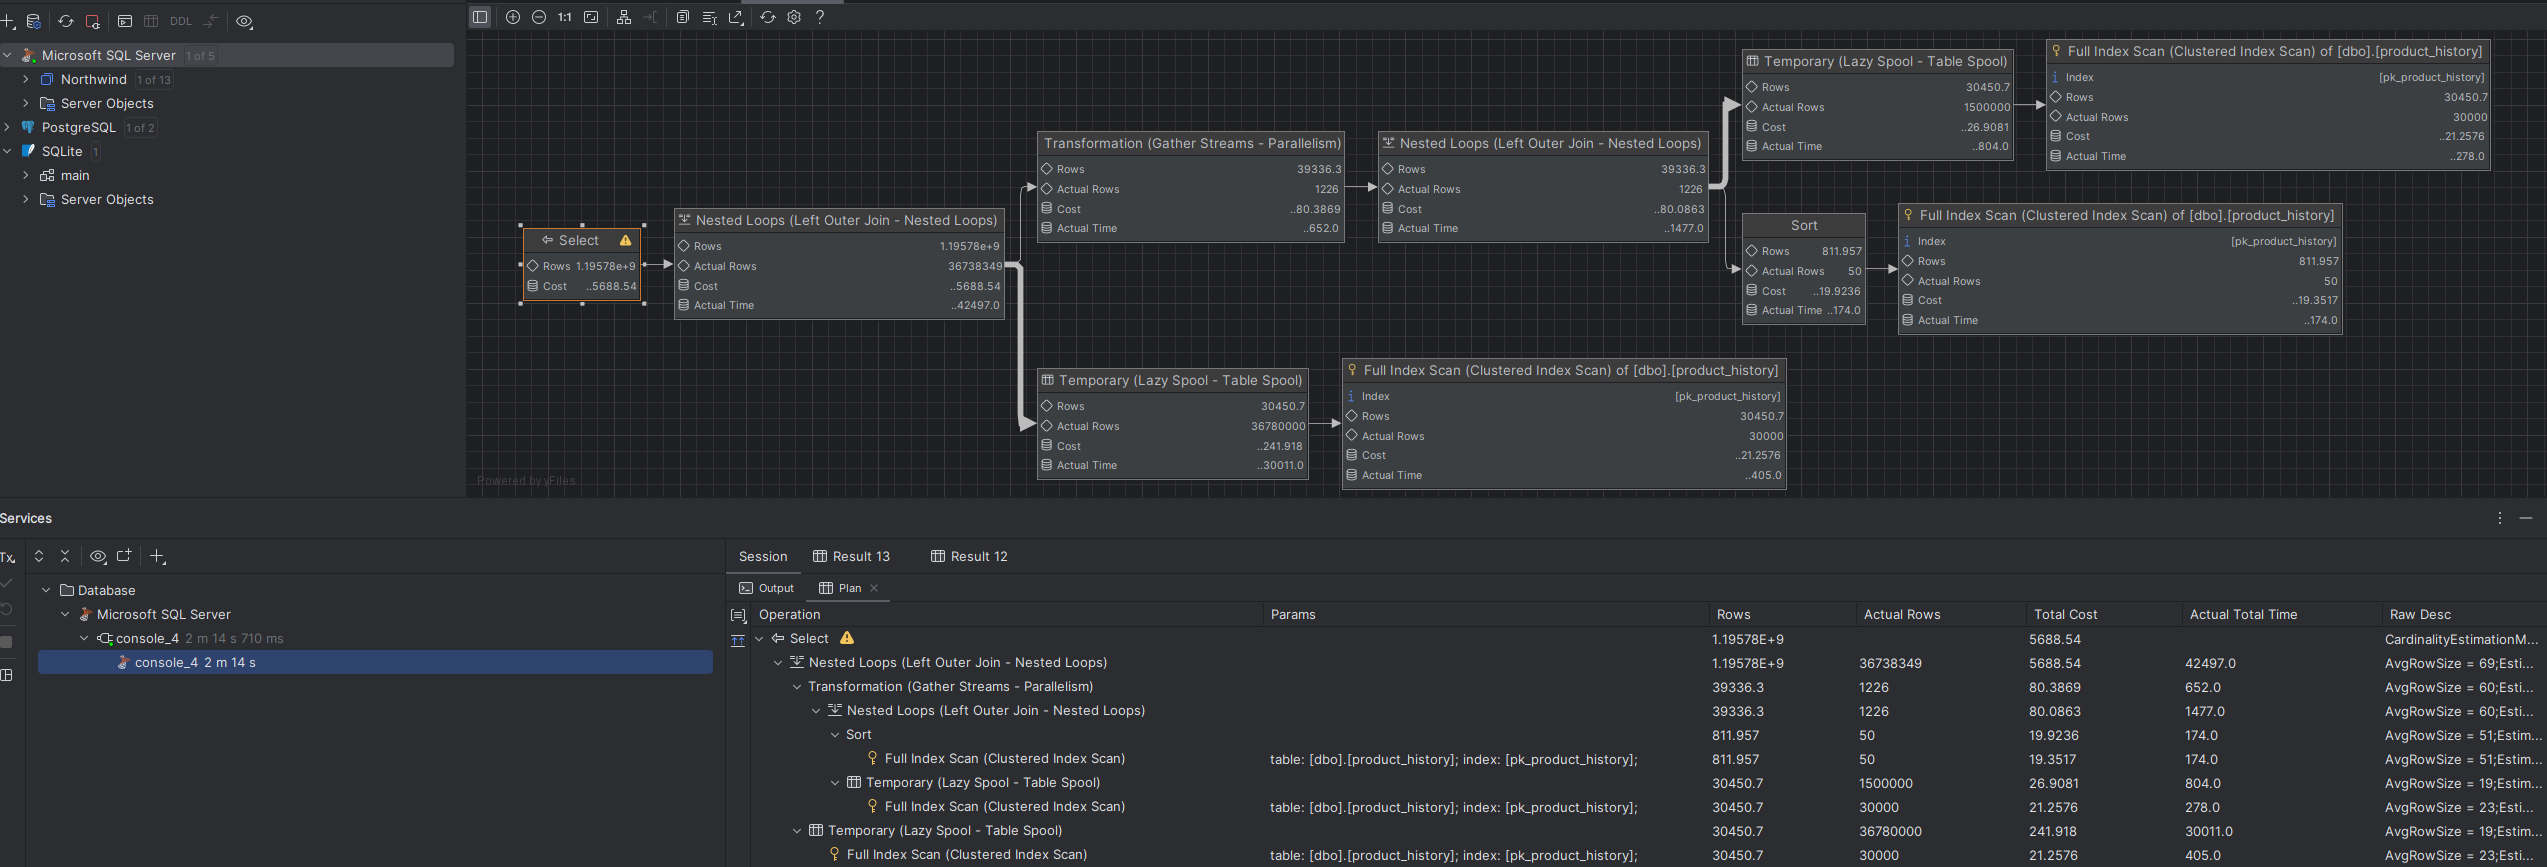 DDL
1:1
?
Microsoft SQL Server 1 of 5
Northwind 1 of 13
Server Objects
PostgreSQL 1 of 2
SQLite 1
main
Server Objects
Select
Rows 1.19578e+9
Cost ..5688.54
Nested Loops (Left Outer Join - Nested Loops)
Rows 1.19578e+9
Actual Rows 36738349
Cost ..5688.54
Actual Time ..42497.0
Transformation (Gather Streams - Parallelism)
Rows 39336.3
Actual Rows 1226
Cost ..80.3869
Actual Time ..652.0
Nested Loops (Left Outer Join - Nested Loops)
Rows 39336.3
Actual Rows 1226
Cost ..80.0863
Actual Time ..1477.0
Temporary (Lazy Spool - Table Spool)
Rows 30450.7
Actual Rows 1500000
Cost ..26.9081
Actual Time ..804.0
Full Index Scan (Clustered Index Scan) of [dbo].[product_history]
Index [pk_product_history]
Rows 30450.7
Actual Rows 30000
Cost ..21.2576
Actual Time ..278.0
Sort
Rows 811.957
Actual Rows 50
Cost ..19.9236
Actual Time ..174.0
Full Index Scan (Clustered Index Scan) of [dbo].[product_history]
Index [pk_product_history]
Rows 811.957
Actual Rows 50
Cost ..19.3517
Actual Time ..174.0
Temporary (Lazy Spool - Table Spool)
Rows 30450.7
Actual Rows 36780000
Cost ..241.918
Actual Time ..30011.0
Full Index Scan (Clustered Index Scan) of [dbo].[product_history]
Index [pk_product_history]
Rows 30450.7
Actual Rows 30000
Cost ..21.2576
Actual Time ..405.0
Powered by yFiles
Services
Tx
Database
Microsoft SQL Server
console_4 2 m 14 s 710 ms
console_4 2 m 14 s
Session Result 13 Result 12
Output Plan
Operation Params Rows Actual Rows Total Cost Actual Total Time Raw Desc
Select 1.19578E+9 5688.54 CardinalityEstimationM...
Nested Loops (Left Outer Join - Nested Loops) 1.19578E+9 36738349 5688.54 42497.0 AvgRowSize = 69;Esti...
Transformation (Gather Streams - Parallelism) 39336.3 1226 80.3869 652.0 AvgRowSize = 60;Esti...
Nested Loops (Left Outer Join - Nested Loops) 39336.3 1226 80.0863 1477.0 AvgRowSize = 60;Esti...
Sort 811.957 50 19.9236 174.0 AvgRowSize = 51;Estim...
Full Index Scan (Clustered Index Scan) table: [dbo].[product_history]; index: [pk_product_history]; 811.957 50 19.3517 174.0 AvgRowSize = 51;Estim...
Temporary (Lazy Spool - Table Spool) 30450.7 1500000 26.9081 804.0 AvgRowSize = 19;Estim...
Full Index Scan (Clustered Index Scan) table: [dbo].[product_history]; index: [pk_product_history]; 30450.7 30000 21.2576 278.0 AvgRowSize = 23;Estim...
Temporary (Lazy Spool - Table Spool) 30450.7 36780000 241.918 30011.0 AvgRowSize = 19;Estim...
Full Index Scan (Clustered Index Scan) table: [dbo].[product_history]; index: [pk_product_history]; 30450.7 30000 21.2576 405.0 AvgRowSize = 23;Estim...